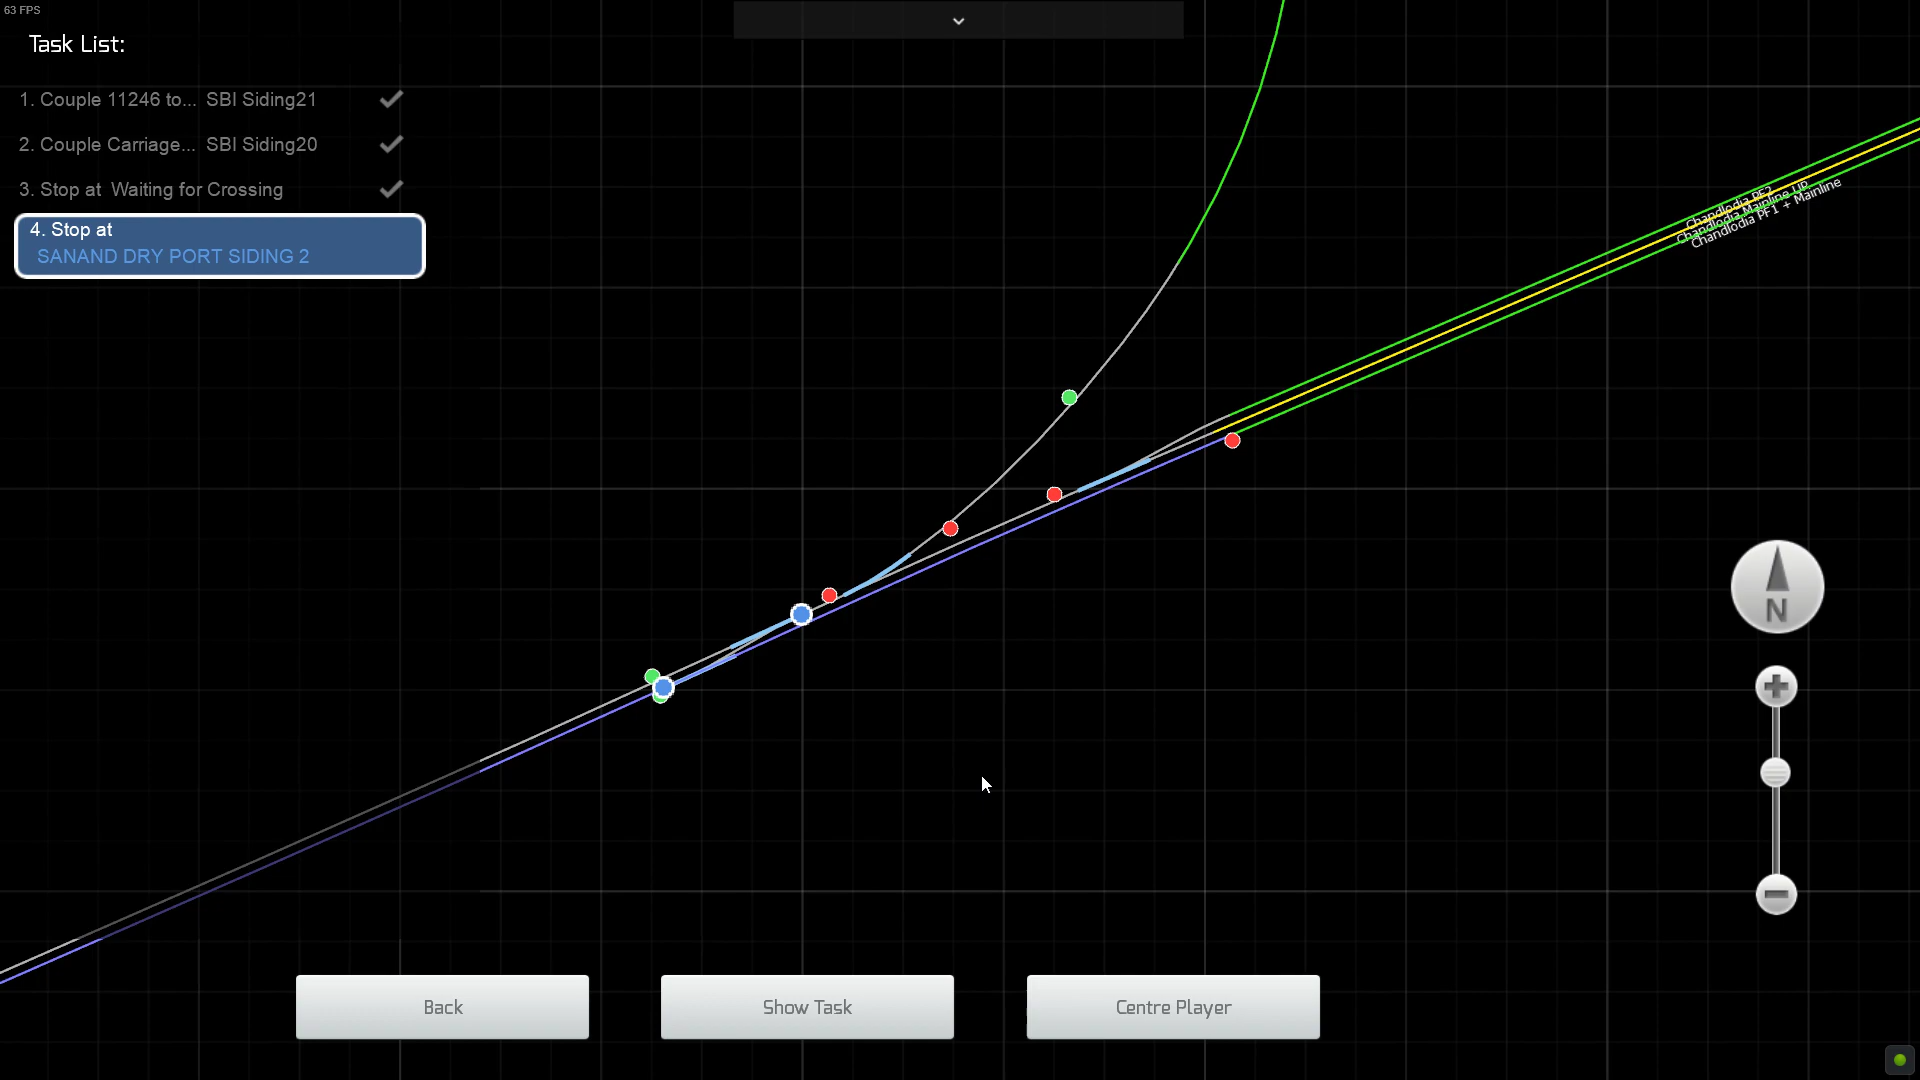 63 FPS
Task List:
1. Couple 11246 to... SBI Siding21
2. Couple Carriage... SBI Siding20
3. Stop at Waiting for Crossing
4. Stop at
SANAND DRY PORT SIDING 2
Chandlodia PF2
Chandlodia Mainline UP
Chandlodia PF1 + Mainline
N
Back
Show Task
Centre Player